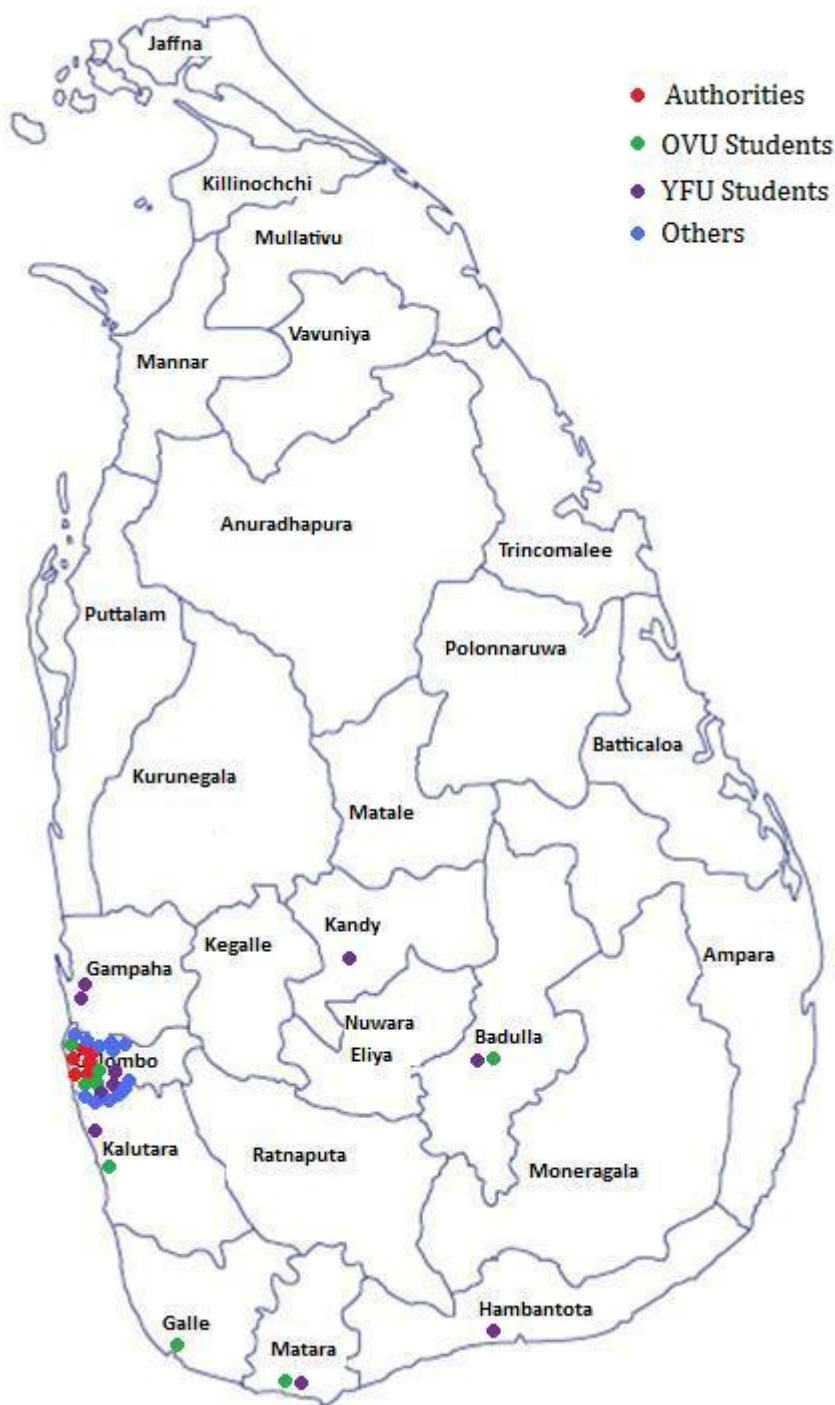 Jaffna
Authorities
OVU Students
YFU Students
Others
Killinochchi
Mullativu
Vavuniya
Mannar
Anuradhapura
Trincomalee
Puttalam
Polonnaruwa
Batticaloa
Kurunegala
Matale
Kandy
Kegalle
Ampara
Gampaha
Nuwara
Eliya
Badulla
lombo
Kalutara
Ratnaputa
Moneragala
Hambantota
Galle
Matara